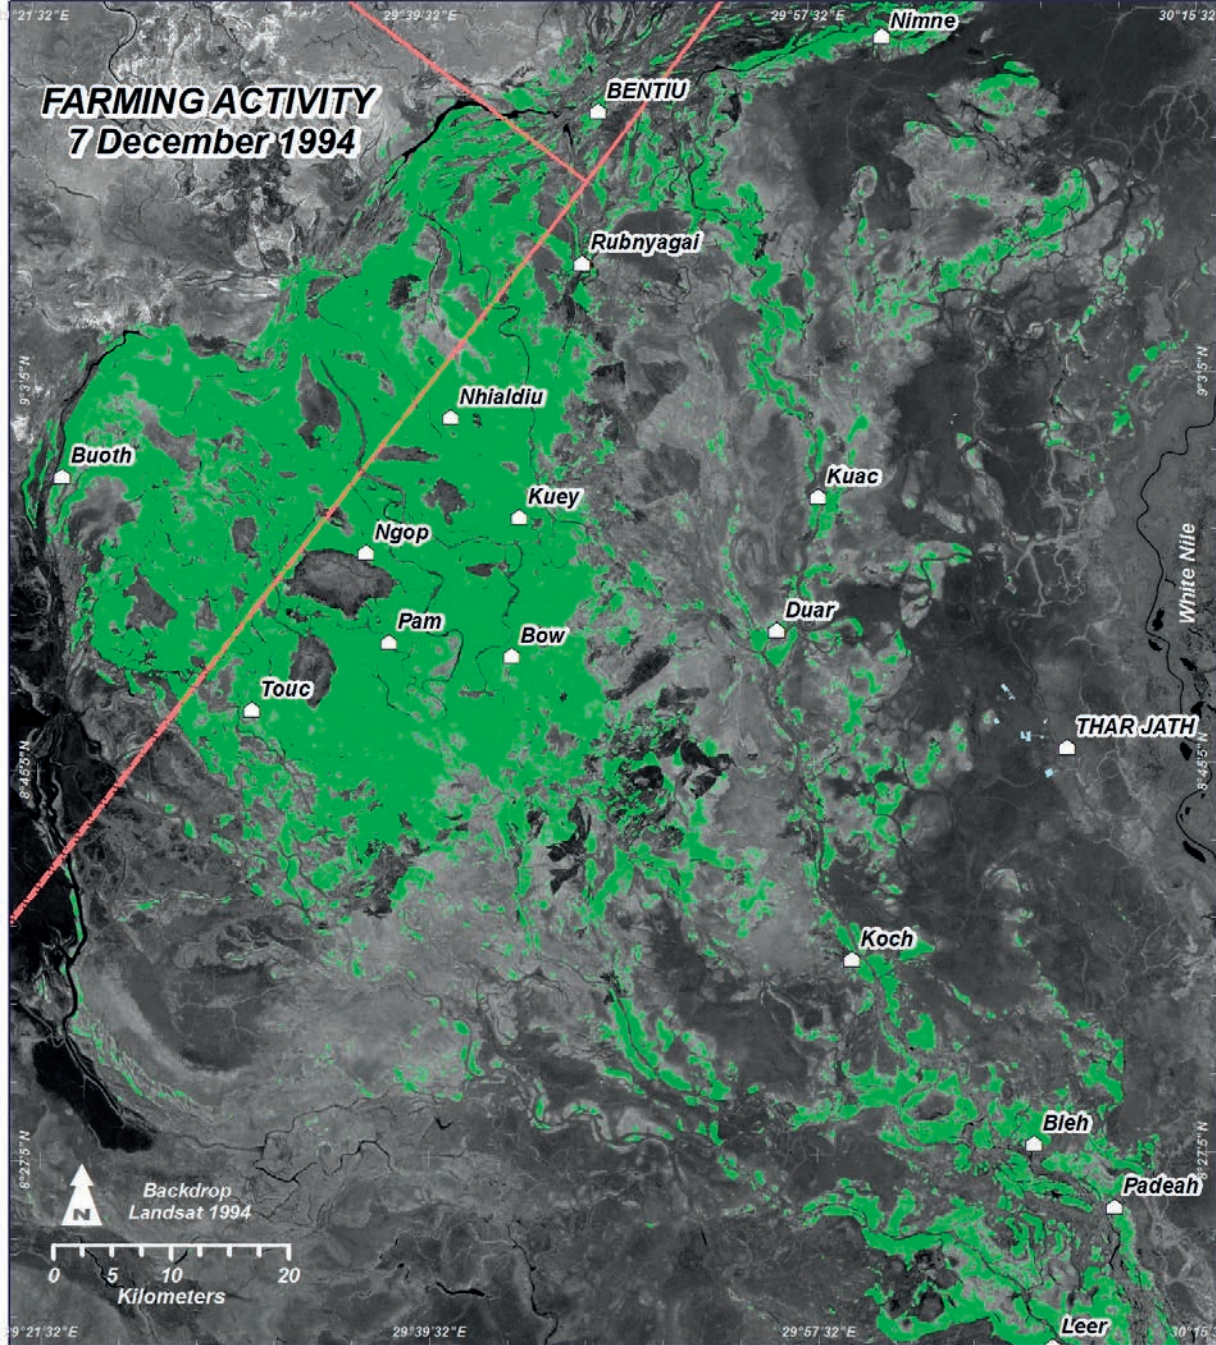 29°21'32"E
29°39'32"E
29°57'32"E
30°15'32
Nimne
BENTIU
FARMING ACTIVITY
7 December 1994
Rubnyagai
9°3'5"N
9°3'5"N
Nhialdiu
Buoth
Kuac
Kuey
Ngop
White Nile
Duar
Pam
Bow
Touc
THAR JATH
8°45'5"N
8°45'5"N
Koch
Bieh
8°27'5"N
8°27'5"N
Padeah
N
Backdrop
Landsat 1994
0 5 10 20
Kilometers
Leer
29°21'32"E
29°39'32"E
29°57'32"E
30°15